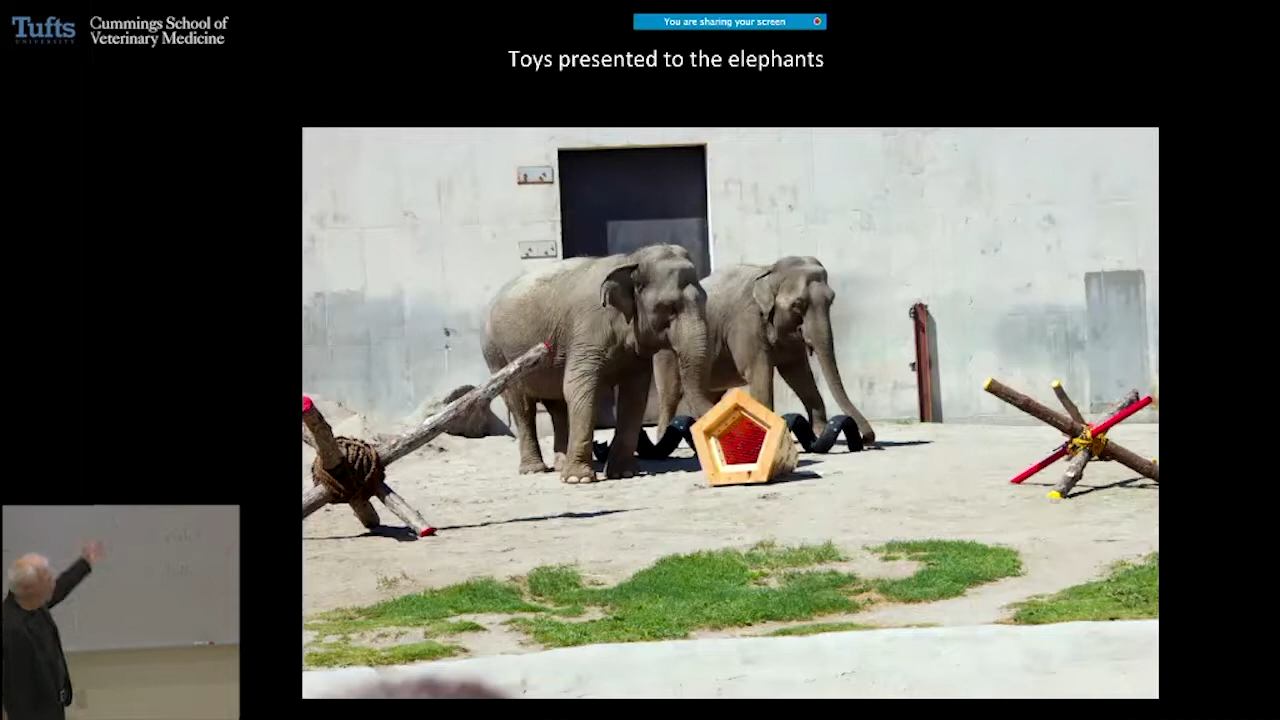 Tufts
UNIVERSITY
Cummings School of
Veterinary Medicine
You are sharing your screen
Toys presented to the elephants